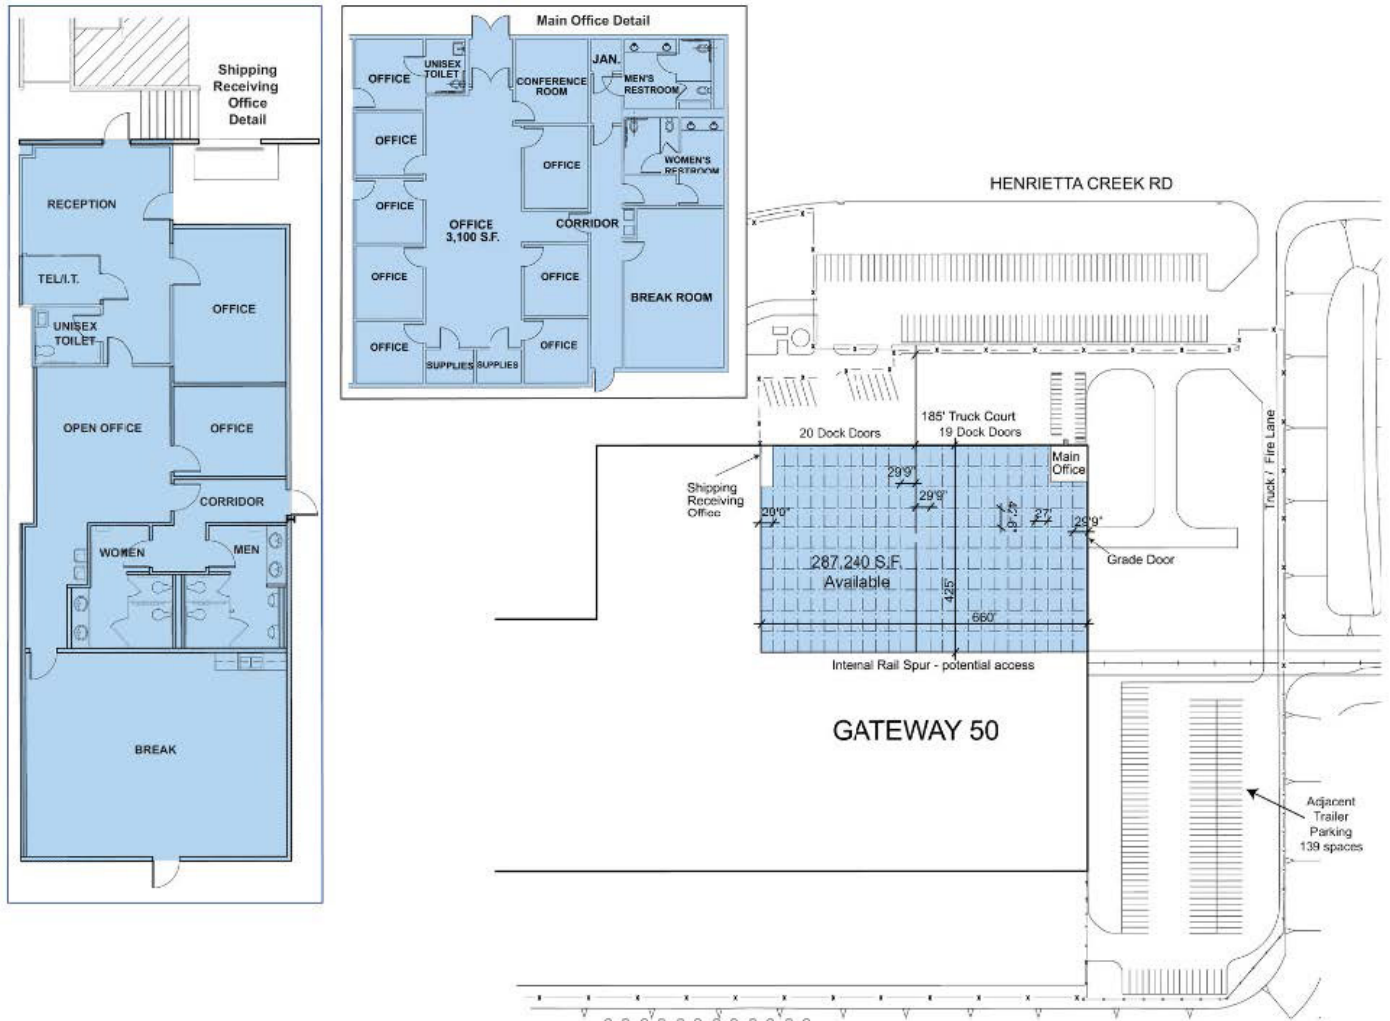 Shipping
Receiving
Office
Detail
RECEPTION
TEL/I.T.
OFFICE
UNISEX
TOILET
OPEN OFFICE
OFFICE
CORRIDOR
WOMEN
MEN
BREAK
Main Office Detail
OFFICE
UNISEX
TOILET
CONFERENCE
ROOM
JAN.
MEN'S
RESTROOM
OFFICE
OFFICE
WOMEN'S
RESTROOM
OFFICE
OFFICE
3,100 S.F.
CORRIDOR
OFFICE
OFFICE
BREAK ROOM
OFFICE
SUPPLIES
SUPPLIES
OFFICE
HENRIETTA CREEK RD
185' Truck Court
20 Dock Doors
19 Dock Doors
Main
Office
Truck / Fire Lane
Shipping
Receiving
Office
29'9"
29'9"
27'
29'9"
Grade Door
287,240 S.F.
Available
425'
660'
Internal Rail Spur - potential access
GATEWAY 50
Adjacent
Trailer
Parking
139 spaces